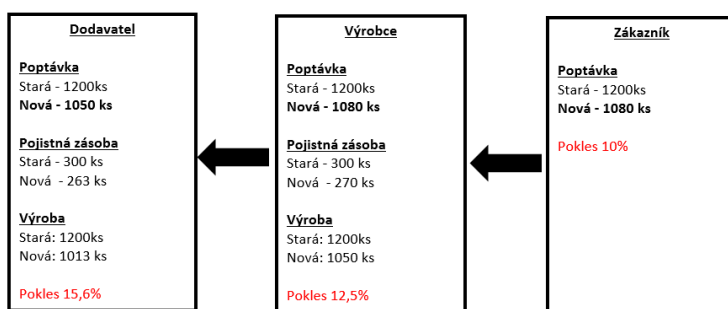 Dodavatel
Poptávka
Stará - 1200ks
Nová - 1050 ks
Pojistná zásoba
Stará - 300 ks
Nová  - 263 ks
Výroba
Stará: 1200ks
Nová: 1013 ks
Pokles 15,6%
Výrobce
Poptávka
Stará - 1200ks
Nová - 1080 ks
Pojistná zásoba
Stará - 300 ks
Nová  - 270 ks
Výroba
Stará: 1200ks
Nová: 1050 ks
Pokles 12,5%
Zákazník
Poptávka
Stará - 1200ks
Nová - 1080 ks
Pokles 10%